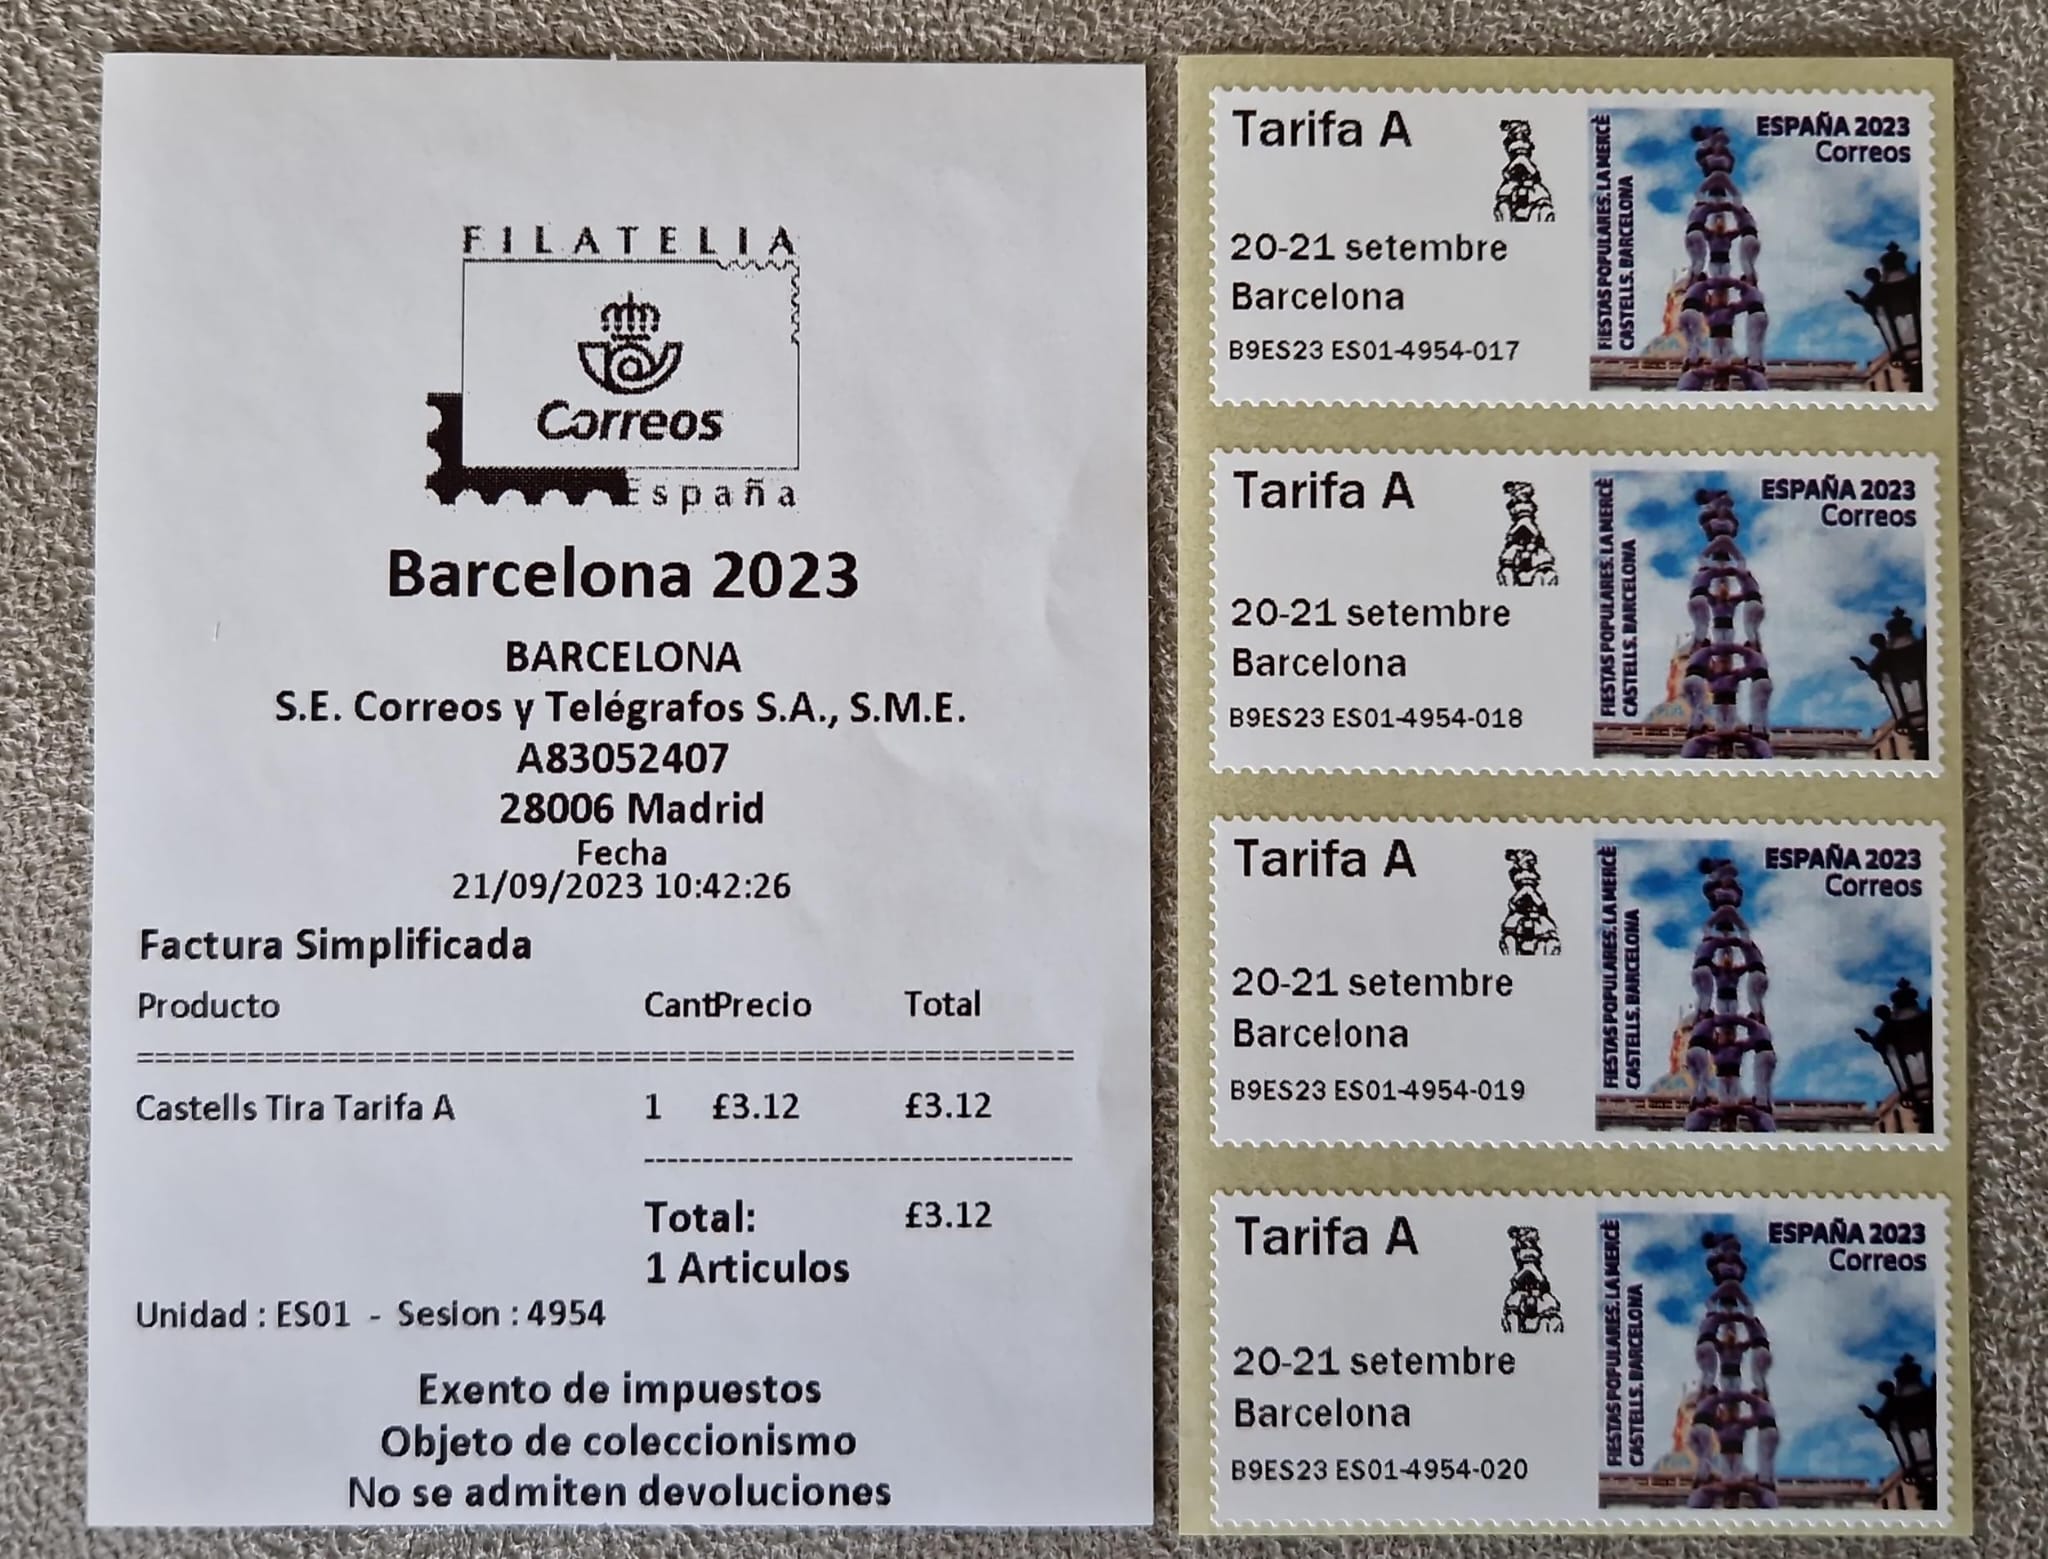 FILATELIA
Correos
España
Barcelona 2023
BARCELONA
S.E. Correos y Telégrafos S.A., S.M.E.
A83052407
28006 Madrid
Fecha
21/09/2023 10:42:26
Factura Simplificada
Producto CantPrecio Total
==================================================
Castells Tira Tarifa A 1 £3.12 £3.12
-------------------------------------
Total: £3.12
1 Articulos
Unidad : ES01 - Sesion : 4954
Exento de impuestos
Objeto de coleccionismo
No se admiten devoluciones
Tarifa A
20-21 setembre
Barcelona
B9ES23 ES01-4954-017
FIESTAS POPULARES. LA MERCÈ
CASTELLS. BARCELONA
ESPAÑA 2023
Correos
Tarifa A
20-21 setembre
Barcelona
B9ES23 ES01-4954-018
FIESTAS POPULARES. LA MERCÈ
CASTELLS. BARCELONA
ESPAÑA 2023
Correos
Tarifa A
20-21 setembre
Barcelona
B9ES23 ES01-4954-019
FIESTAS POPULARES. LA MERCÈ
CASTELLS. BARCELONA
ESPAÑA 2023
Correos
Tarifa A
20-21 setembre
Barcelona
B9ES23 ES01-4954-020
FIESTAS POPULARES. LA MERCÈ
CASTELLS. BARCELONA
ESPAÑA 2023
Correos